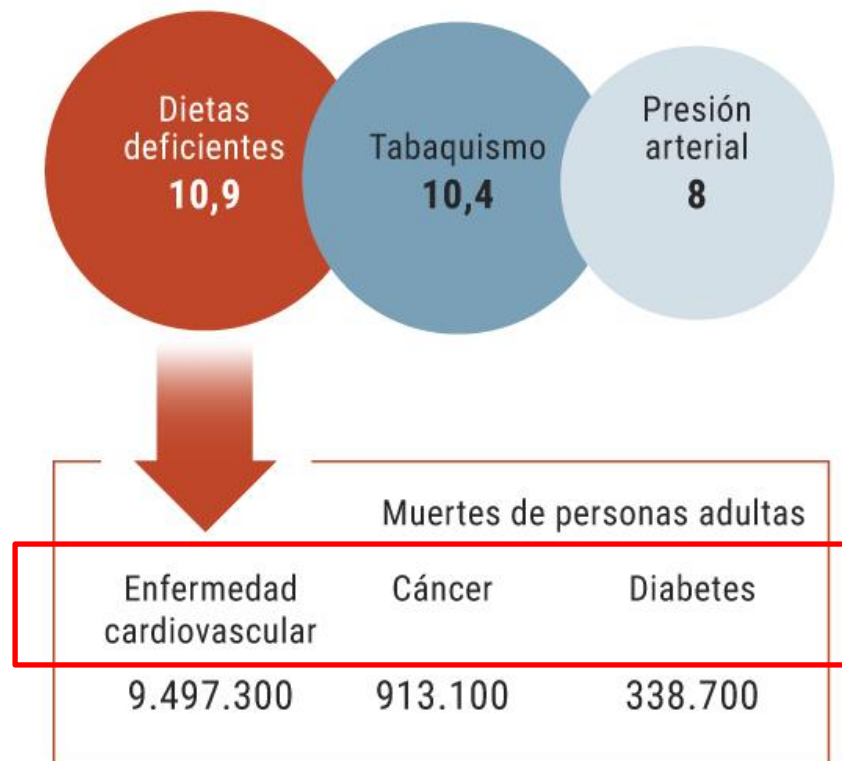 Dietas
deficientes
10,9
Tabaquismo
10,4
Presión
arterial
8
Muertes de personas adultas
Enfermedad
cardiovascular
Cáncer
Diabetes
9.497.300
913.100
338.700